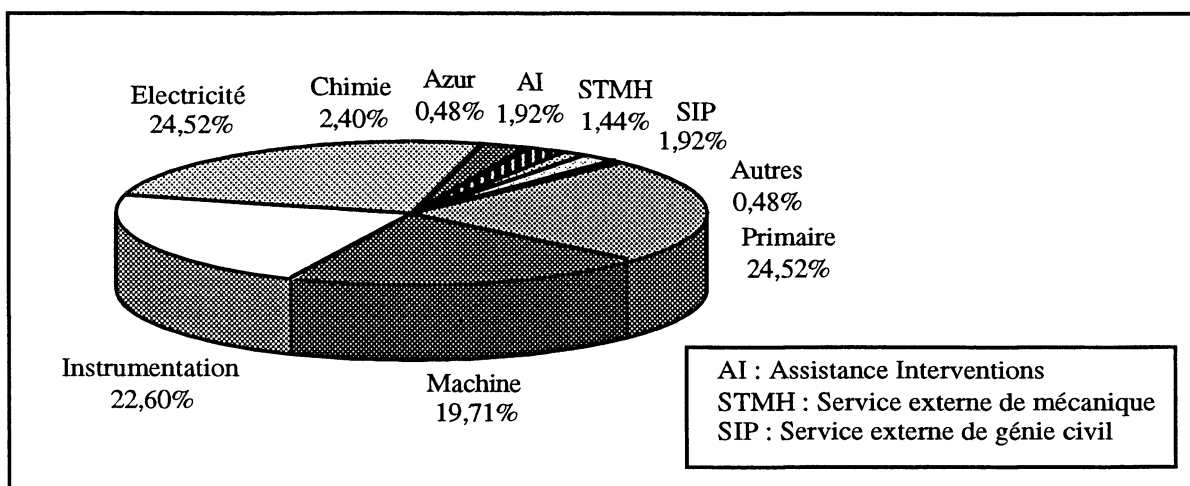 Electricité
24,52%
Chimie
2,40%
Azur
0,48%
AI
1,92%
STMH
1,44%
SIP
1,92%
Autres
0,48%
Primaire
24,52%
Instrumentation
22,60%
Machine
19,71%
AI : Assistance Interventions
STMH : Service externe de mécanique
SIP : Service externe de génie civil